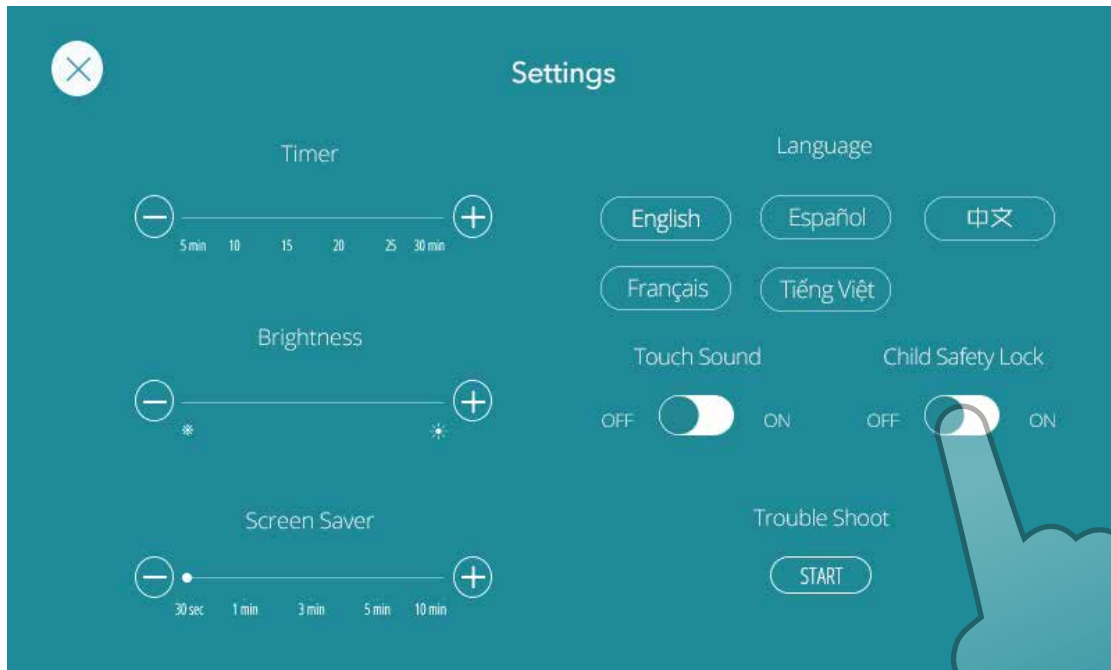 Settings
Timer
5 min 10 15 20 25 30 min
Brightness
Screen Saver
30 sec 1 min 3 min 5 min 10 min
Language
English Español 中文
Français Tiếng Việt
Touch Sound
OFF ON
Child Safety Lock
OFF ON
Trouble Shoot
START